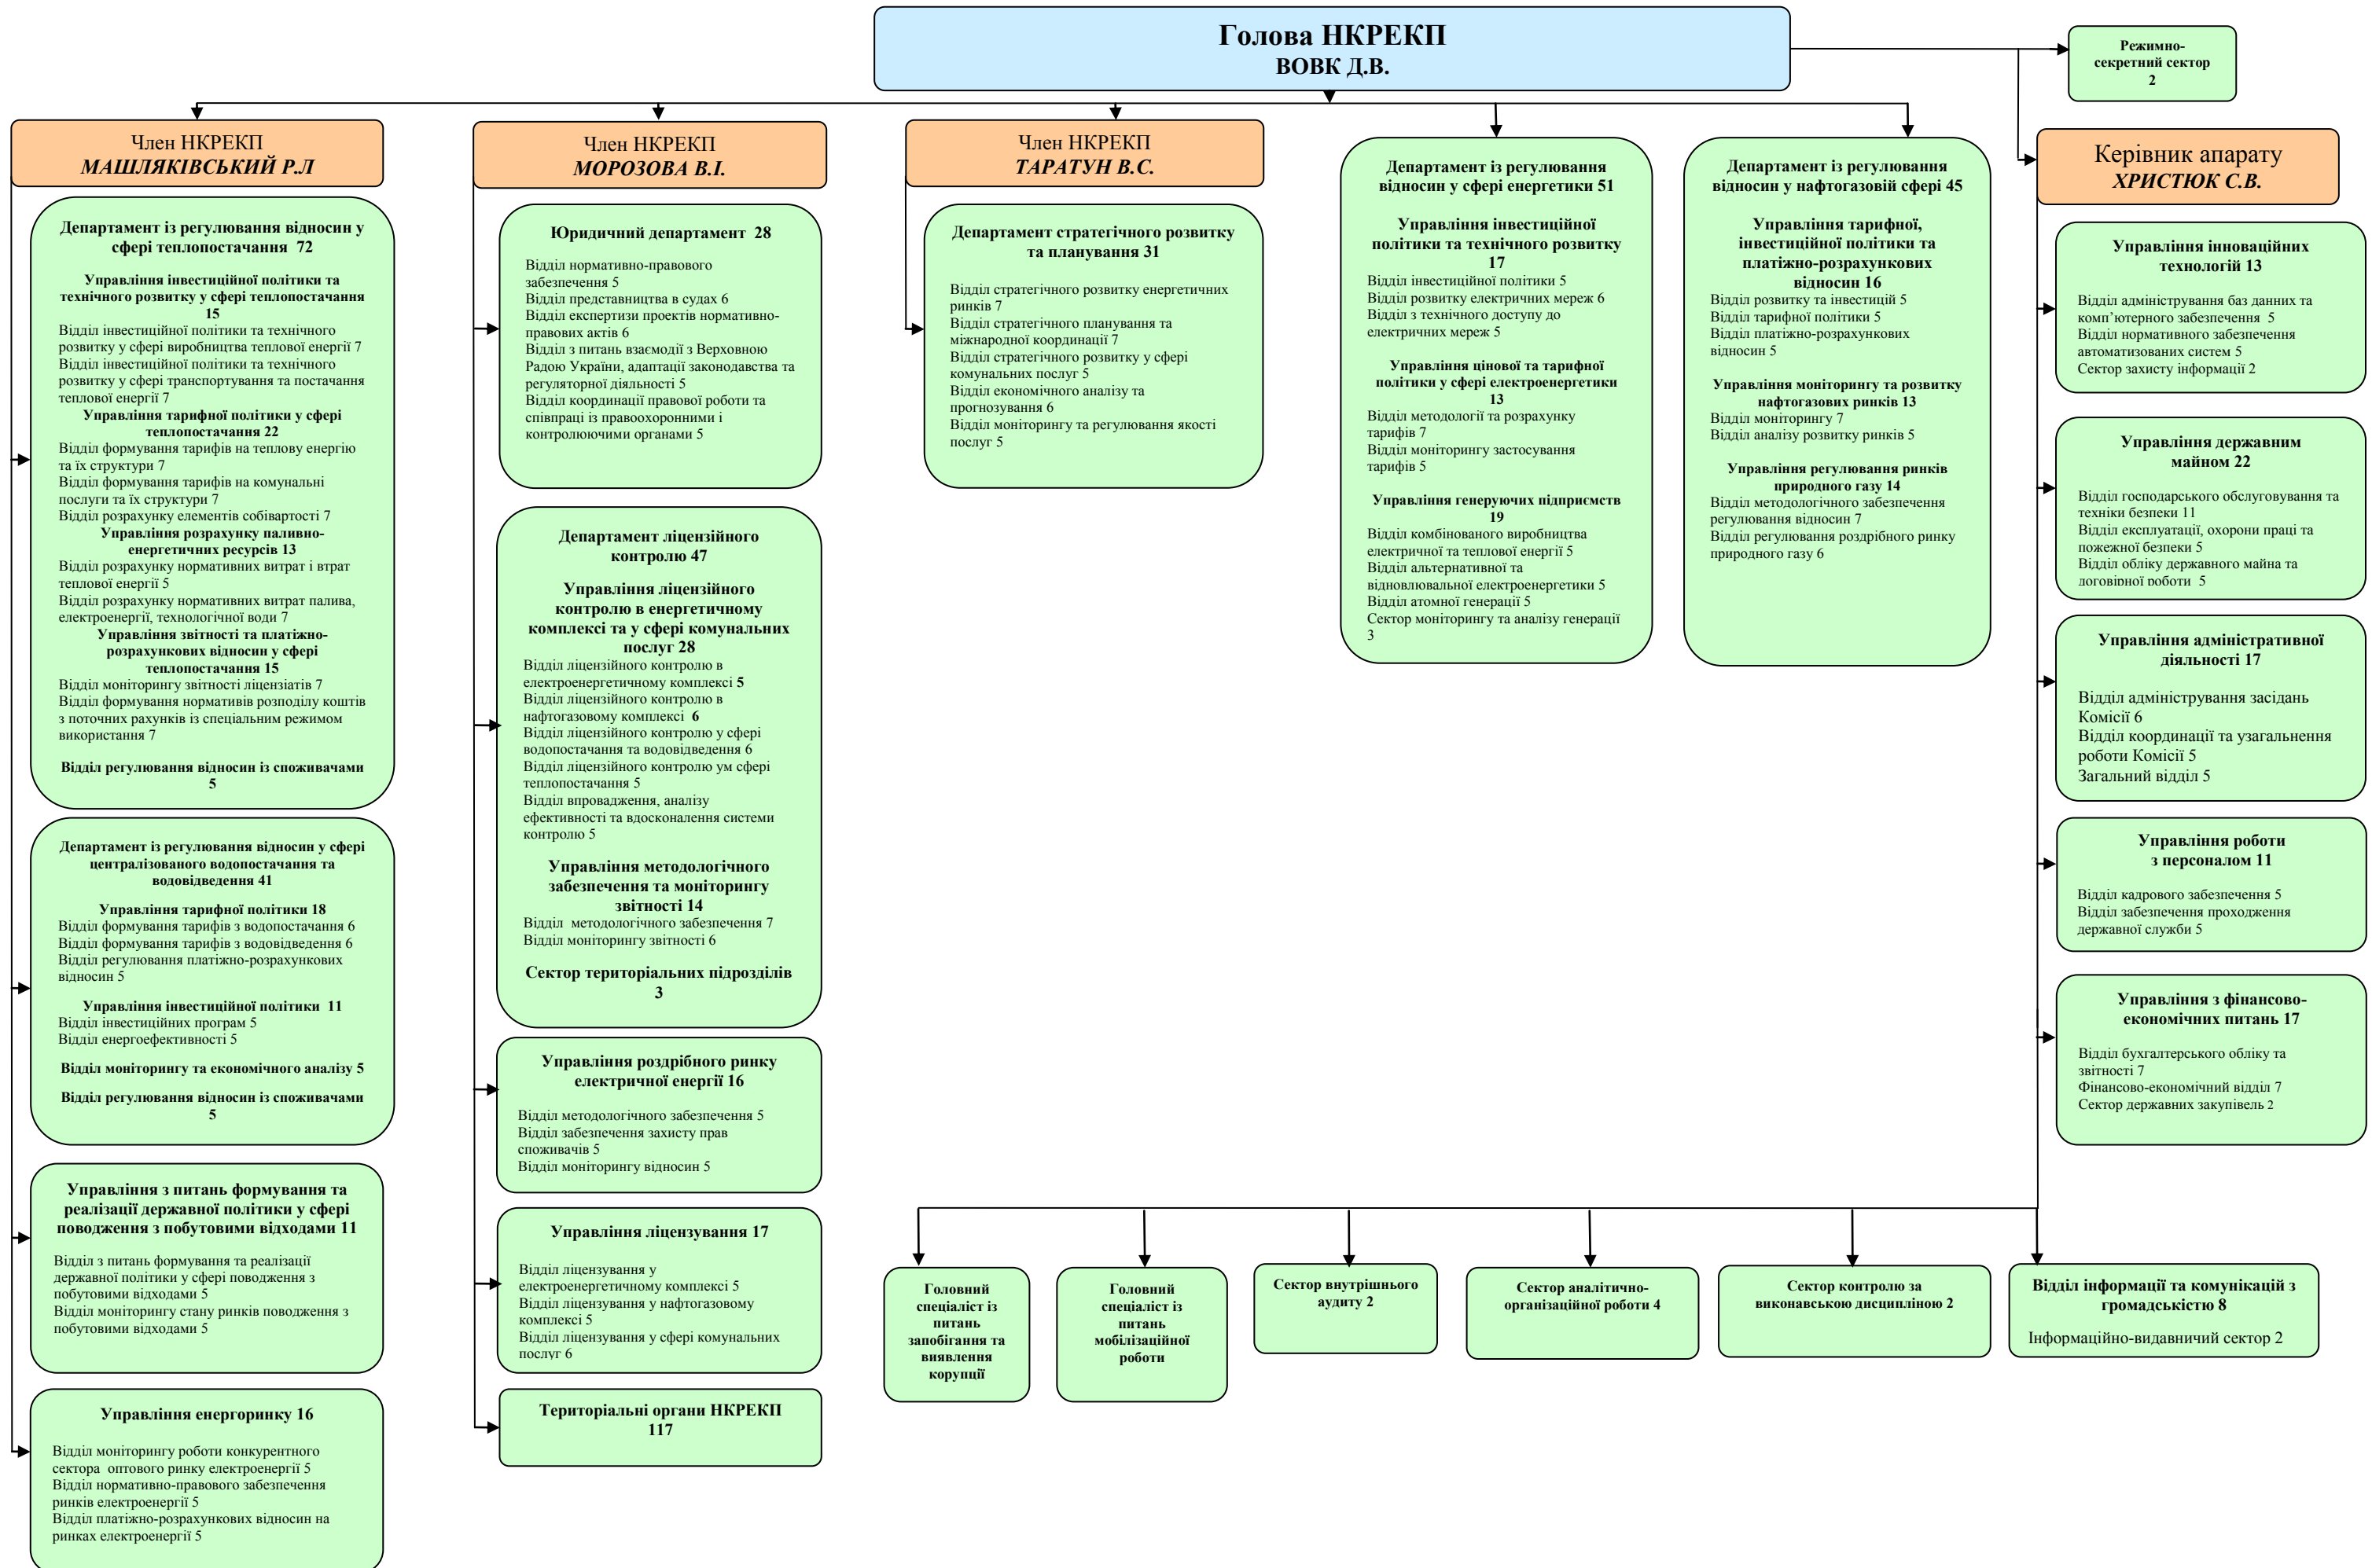 Голова НКРЕКП
ВОВК Д.В.
Режимно-
секретний сектор
2
Член НКРЕКП
МАШЛЯКІВСЬКИЙ Р.Л
Департамент із регулювання відносин у
сфері теплопостачання 72
Управління інвестиційної політики та
технічного розвитку у сфері теплопостачання
15
Відділ інвестиційної політики та технічного
розвитку у сфері виробництва теплової енергії 7
Відділ інвестиційної політики та технічного
розвитку у сфері транспортування та постачання
теплової енергії 7
Управління тарифної політики у сфері
теплопостачання 22
Відділ формування тарифів на теплову енергію
та їх структури 7
Відділ формування тарифів на комунальні
послуги та їх структури 7
Відділ розрахунку елементів собівартості 7
Управління розрахунку паливно-
енергетичних ресурсів 13
Відділ розрахунку нормативних витрат і втрат
теплової енергії 5
Відділ розрахунку нормативних витрат палива,
електроенергії, технологічної води 7
Управління звітності та платіжно-
розрахункових відносин у сфері
теплопостачання 15
Відділ моніторингу звітності ліцензіатів 7
Відділ формування нормативів розподілу коштів
з поточних рахунків із спеціальним режимом
використання 7
Відділ регулювання відносин із споживачами
5
Департамент із регулювання відносин у сфері
централізованого водопостачання та
водовідведення 41
Управління тарифної політики 18
Відділ формування тарифів з водопостачання 6
Відділ формування тарифів з водовідведення 6
Відділ регулювання платіжно-розрахункових
відносин 5
Управління інвестиційної політики 11
Відділ інвестиційних програм 5
Відділ енергоефективності 5
Відділ моніторингу та економічного аналізу 5
Відділ регулювання відносин із споживачами
5
Управління з питань формування та
реалізації державної політики у сфері
поводження з побутовими відходами 11
Відділ з питань формування та реалізації
державної політики у сфері поводження з
побутовими відходами 5
Відділ моніторингу стану ринків поводження з
побутовими відходами 5
Управління енергоринку 16
Відділ моніторингу роботи конкурентного
сектора оптового ринку електроенергії 5
Відділ нормативно-правового забезпечення
ринків електроенергії 5
Відділ платіжно-розрахункових відносин на
ринках електроенергії 5
Член НКРЕКП
МОРОЗОВА В.І.
Юридичний департамент 28
Відділ нормативно-правового
забезпечення 5
Відділ представництва в судах 6
Відділ експертизи проектів нормативно-
правових актів 6
Відділ з питань взаємодії з Верховною
Радою України, адаптації законодавства та
регуляторної діяльності 5
Відділ координації правової роботи та
співпраці із правоохоронними і
контролюючими органами 5
Департамент ліцензійного
контролю 47
Управління ліцензійного
контролю в енергетичному
комплексі та у сфері комунальних
послуг 28
Відділ ліцензійного контролю в
електроенергетичному комплексі 5
Відділ ліцензійного контролю в
нафтогазовому комплексі 6
Відділ ліцензійного контролю у сфері
водопостачання та водовідведення 6
Відділ ліцензійного контролю ум сфері
теплопостачання 5
Відділ впровадження, аналізу
ефективності та вдосконалення системи
контролю 5
Управління методологічного
забезпечення та моніторингу
звітності 14
Відділ методологічного забезпечення 7
Відділ моніторингу звітності 6
Сектор територіальних підрозділів
3
Управління роздрібного ринку
електричної енергії 16
Відділ методологічного забезпечення 5
Відділ забезпечення захисту прав
споживачів 5
Відділ моніторингу відносин 5
Управління ліцензування 17
Відділ ліцензування у
електроенергетичному комплексі 5
Відділ ліцензування у нафтогазовому
комплексі 5
Відділ ліцензування у сфері комунальних
послуг 6
Територіальні органи НКРЕКП
117
Член НКРЕКП
ТАРАТУН В.С.
Департамент стратегічного розвитку
та планування 31
Відділ стратегічного розвитку енергетичних
ринків 7
Відділ стратегічного планування та
міжнародної координації 7
Відділ стратегічного розвитку у сфері
комунальних послуг 5
Відділ економічного аналізу та
прогнозування 6
Відділ моніторингу та регулювання якості
послуг 5
Департамент із регулювання
відносин у сфері енергетики 51
Управління інвестиційної
політики та технічного розвитку
17
Відділ інвестиційної політики 5
Відділ розвитку електричних мереж 6
Відділ з технічного доступу до
електричних мереж 5
Управління цінової та тарифної
політики у сфері електроенергетики
13
Відділ методології та розрахунку
тарифів 7
Відділ моніторингу застосування
тарифів 5
Управління генеруючих підприємств
19
Відділ комбінованого виробництва
електричної та теплової енергії 5
Відділ альтернативної та
відновлювальної електроенергетики 5
Відділ атомної генерації 5
Сектор моніторингу та аналізу генерації
3
Департамент із регулювання
відносин у нафтогазовій сфері 45
Управління тарифної,
інвестиційної політики та
платіжно-розрахункових
відносин 16
Відділ розвитку та інвестицій 5
Відділ тарифної політики 5
Відділ платіжно-розрахункових
відносин 5
Управління моніторингу та розвитку
нафтогазових ринків 13
Відділ моніторингу 7
Відділ аналізу розвитку ринків 5
Управління регулювання ринків
природного газу 14
Відділ методологічного забезпечення
регулювання відносин 7
Відділ регулювання роздрібного ринку
природного газу 6
Керівник апарату
ХРИСТЮК С.В.
Управління інноваційних
технологій 13
Відділ адміністрування баз данних та
комп’ютерного забезпечення 5
Відділ нормативного забезпечення
автоматизованих систем 5
Сектор захисту інформації 2
Управління державним
майном 22
Відділ господарського обслуговування та
техніки безпеки 11
Відділ експлуатації, охорони праці та
пожежної безпеки 5
Відділ обліку державного майна та
договірної роботи 5
Управління адміністративної
діяльності 17
Відділ адміністрування засідань
Комісії 6
Відділ координації та узагальнення
роботи Комісії 5
Загальний відділ 5
Управління роботи
з персоналом 11
Відділ кадрового забезпечення 5
Відділ забезпечення проходження
державної служби 5
Управління з фінансово-
економічних питань 17
Відділ бухгалтерського обліку та
звітності 7
Фінансово-економічний відділ 7
Сектор державних закупівель 2
Головний
спеціаліст із
питань
запобігання та
виявлення
корупції
Головний
спеціаліст із
питань
мобілізаційної
роботи
Сектор внутрішнього
аудиту 2
Сектор аналітично-
організаційної роботи 4
Сектор контролю за
виконавською дисципліною 2
Відділ інформації та комунікацій з
громадськістю 8
Інформаційно-видавничий сектор 2